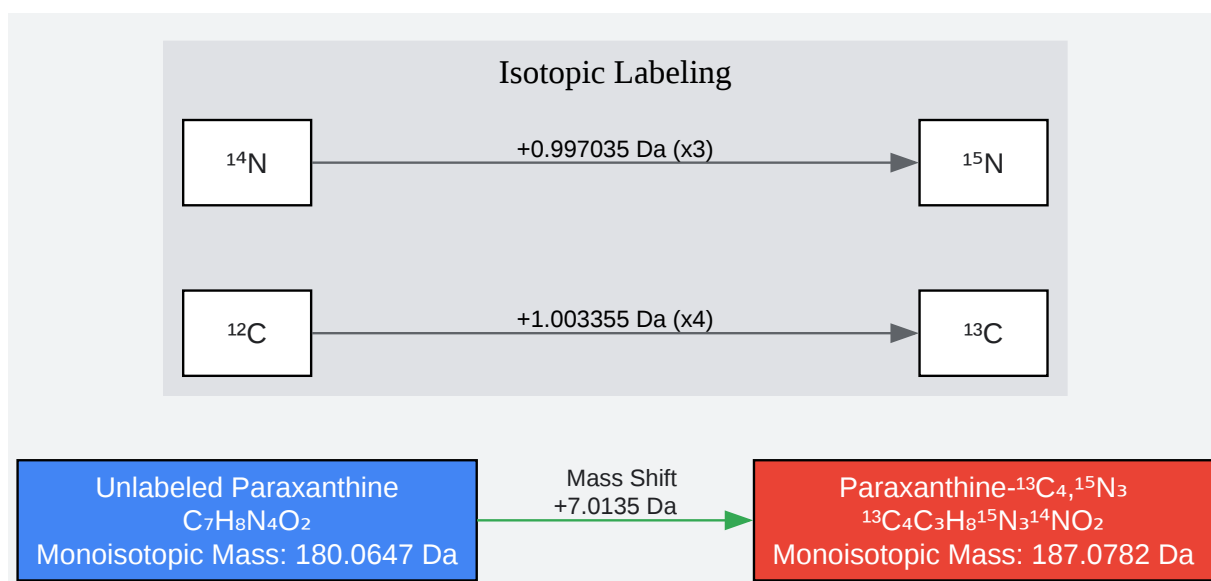 Isotopic Labeling
¹⁴N
+0.997035 Da (x3)
¹⁵N
¹²C
+1.003355 Da (x4)
¹³C
Unlabeled Paraxanthine
C₇H₈N₄O₂
Monoisotopic Mass: 180.0647 Da
Mass Shift
+7.0135 Da
Paraxanthine-¹³C₄,¹⁵N₃
¹³C₄C₃H₈¹⁵N₃¹⁴NO₂
Monoisotopic Mass: 187.0782 Da